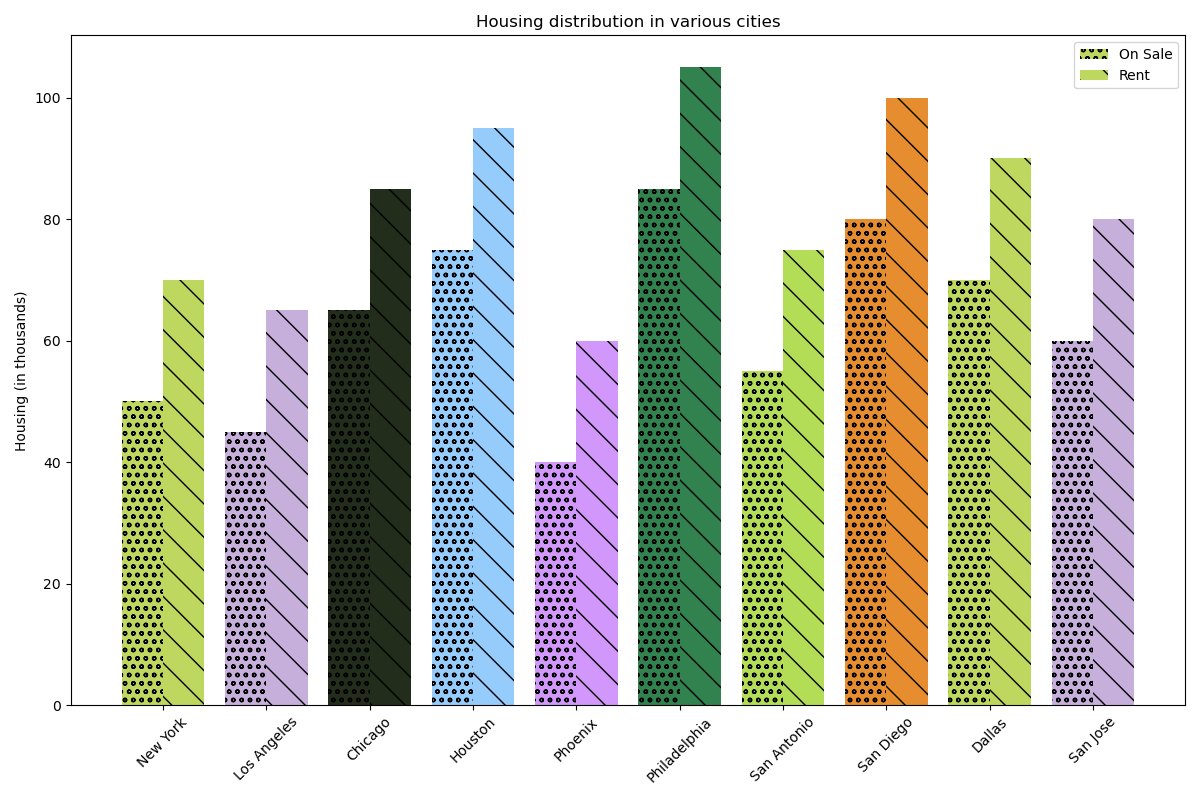 Housing distribution in various cities
On Sale
Rent
Housing (in thousands)
100
80
60
40
20
0
New York
Los Angeles
Chicago
Houston
Phoenix
Philadelphia
San Antonio
San Diego
Dallas
San Jose